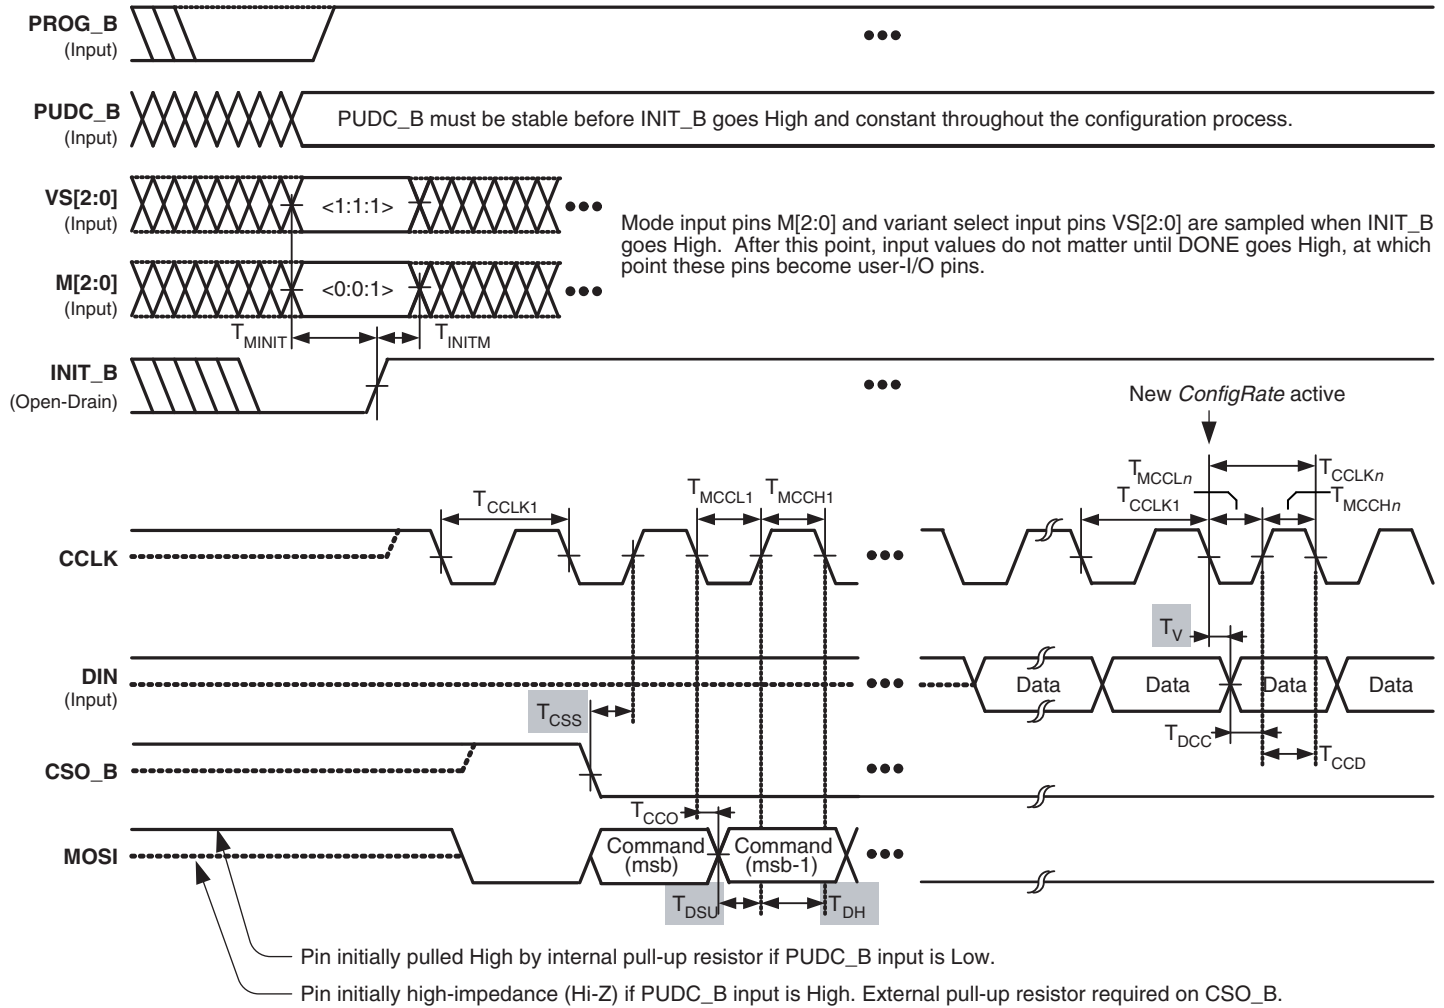 PROG_B
(Input)
PUDC_B
(Input)
PUDC_B must be stable before INIT_B goes High and constant throughout the configuration process.
VS[2:0]
(Input)
<1:1:1>
Mode input pins M[2:0] and variant select input pins VS[2:0] are sampled when INIT_B
goes High. After this point, input values do not matter until DONE goes High, at which
point these pins become user-I/O pins.
M[2:0]
(Input)
<0:0:1>
TMINIT
TINITM
INIT_B
(Open-Drain)
New ConfigRate active
TCCLK1
TMCCL1
TMCCH1
TMCCLn
TCCLKn
TCCLK1
TMCCHn
CCLK
TV
DIN
(Input)
Data
Data
Data
Data
TCSS
TDCC
TCCD
CSO_B
TCCO
MOSI
Command
(msb)
Command
(msb-1)
TDSU
TDH
Pin initially pulled High by internal pull-up resistor if PUDC_B input is Low.
Pin initially high-impedance (Hi-Z) if PUDC_B input is High. External pull-up resistor required on CSO_B.